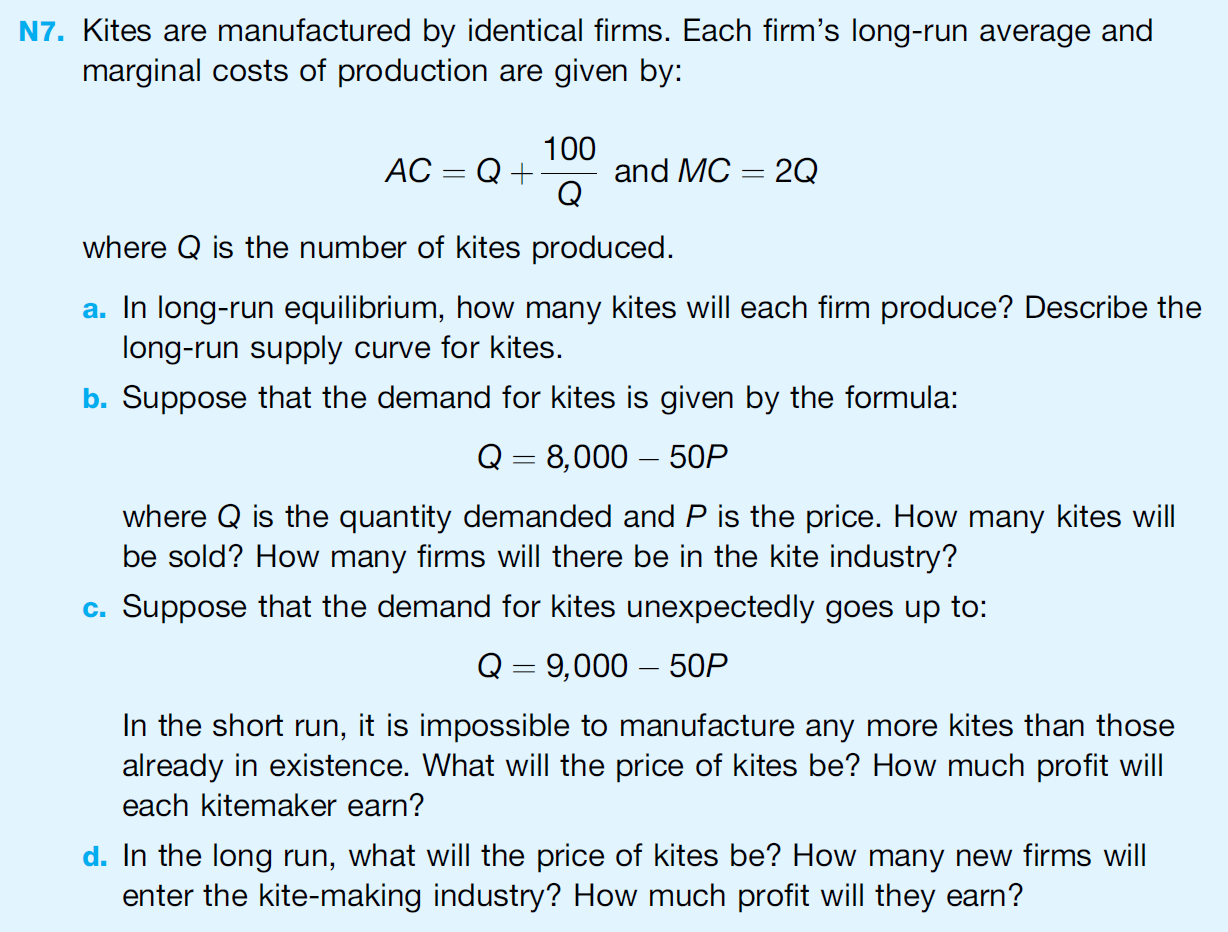 N7. Kites are manufactured by identical firms. Each firm's long-run average and
marginal costs of production are given by:
AC = Q + 100/Q and MC = 2Q
where Q is the number of kites produced.
a. In long-run equilibrium, how many kites will each firm produce? Describe the
long-run supply curve for kites.
b. Suppose that the demand for kites is given by the formula:
Q = 8,000 – 50P
where Q is the quantity demanded and P is the price. How many kites will
be sold? How many firms will there be in the kite industry?
c. Suppose that the demand for kites unexpectedly goes up to:
Q = 9,000 – 50P
In the short run, it is impossible to manufacture any more kites than those
already in existence. What will the price of kites be? How much profit will
each kitemaker earn?
d. In the long run, what will the price of kites be? How many new firms will
enter the kite-making industry? How much profit will they earn?